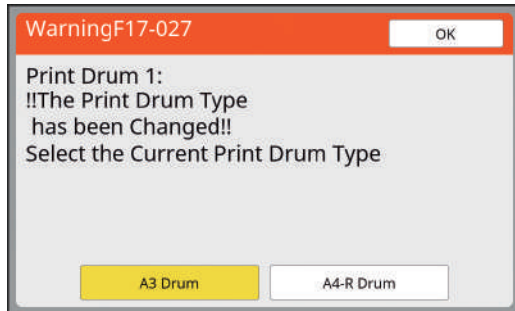 WarningF17-027
OK
Print Drum 1:
!!The Print Drum Type
has been Changed!!
Select the Current Print Drum Type
A3 Drum
A4-R Drum